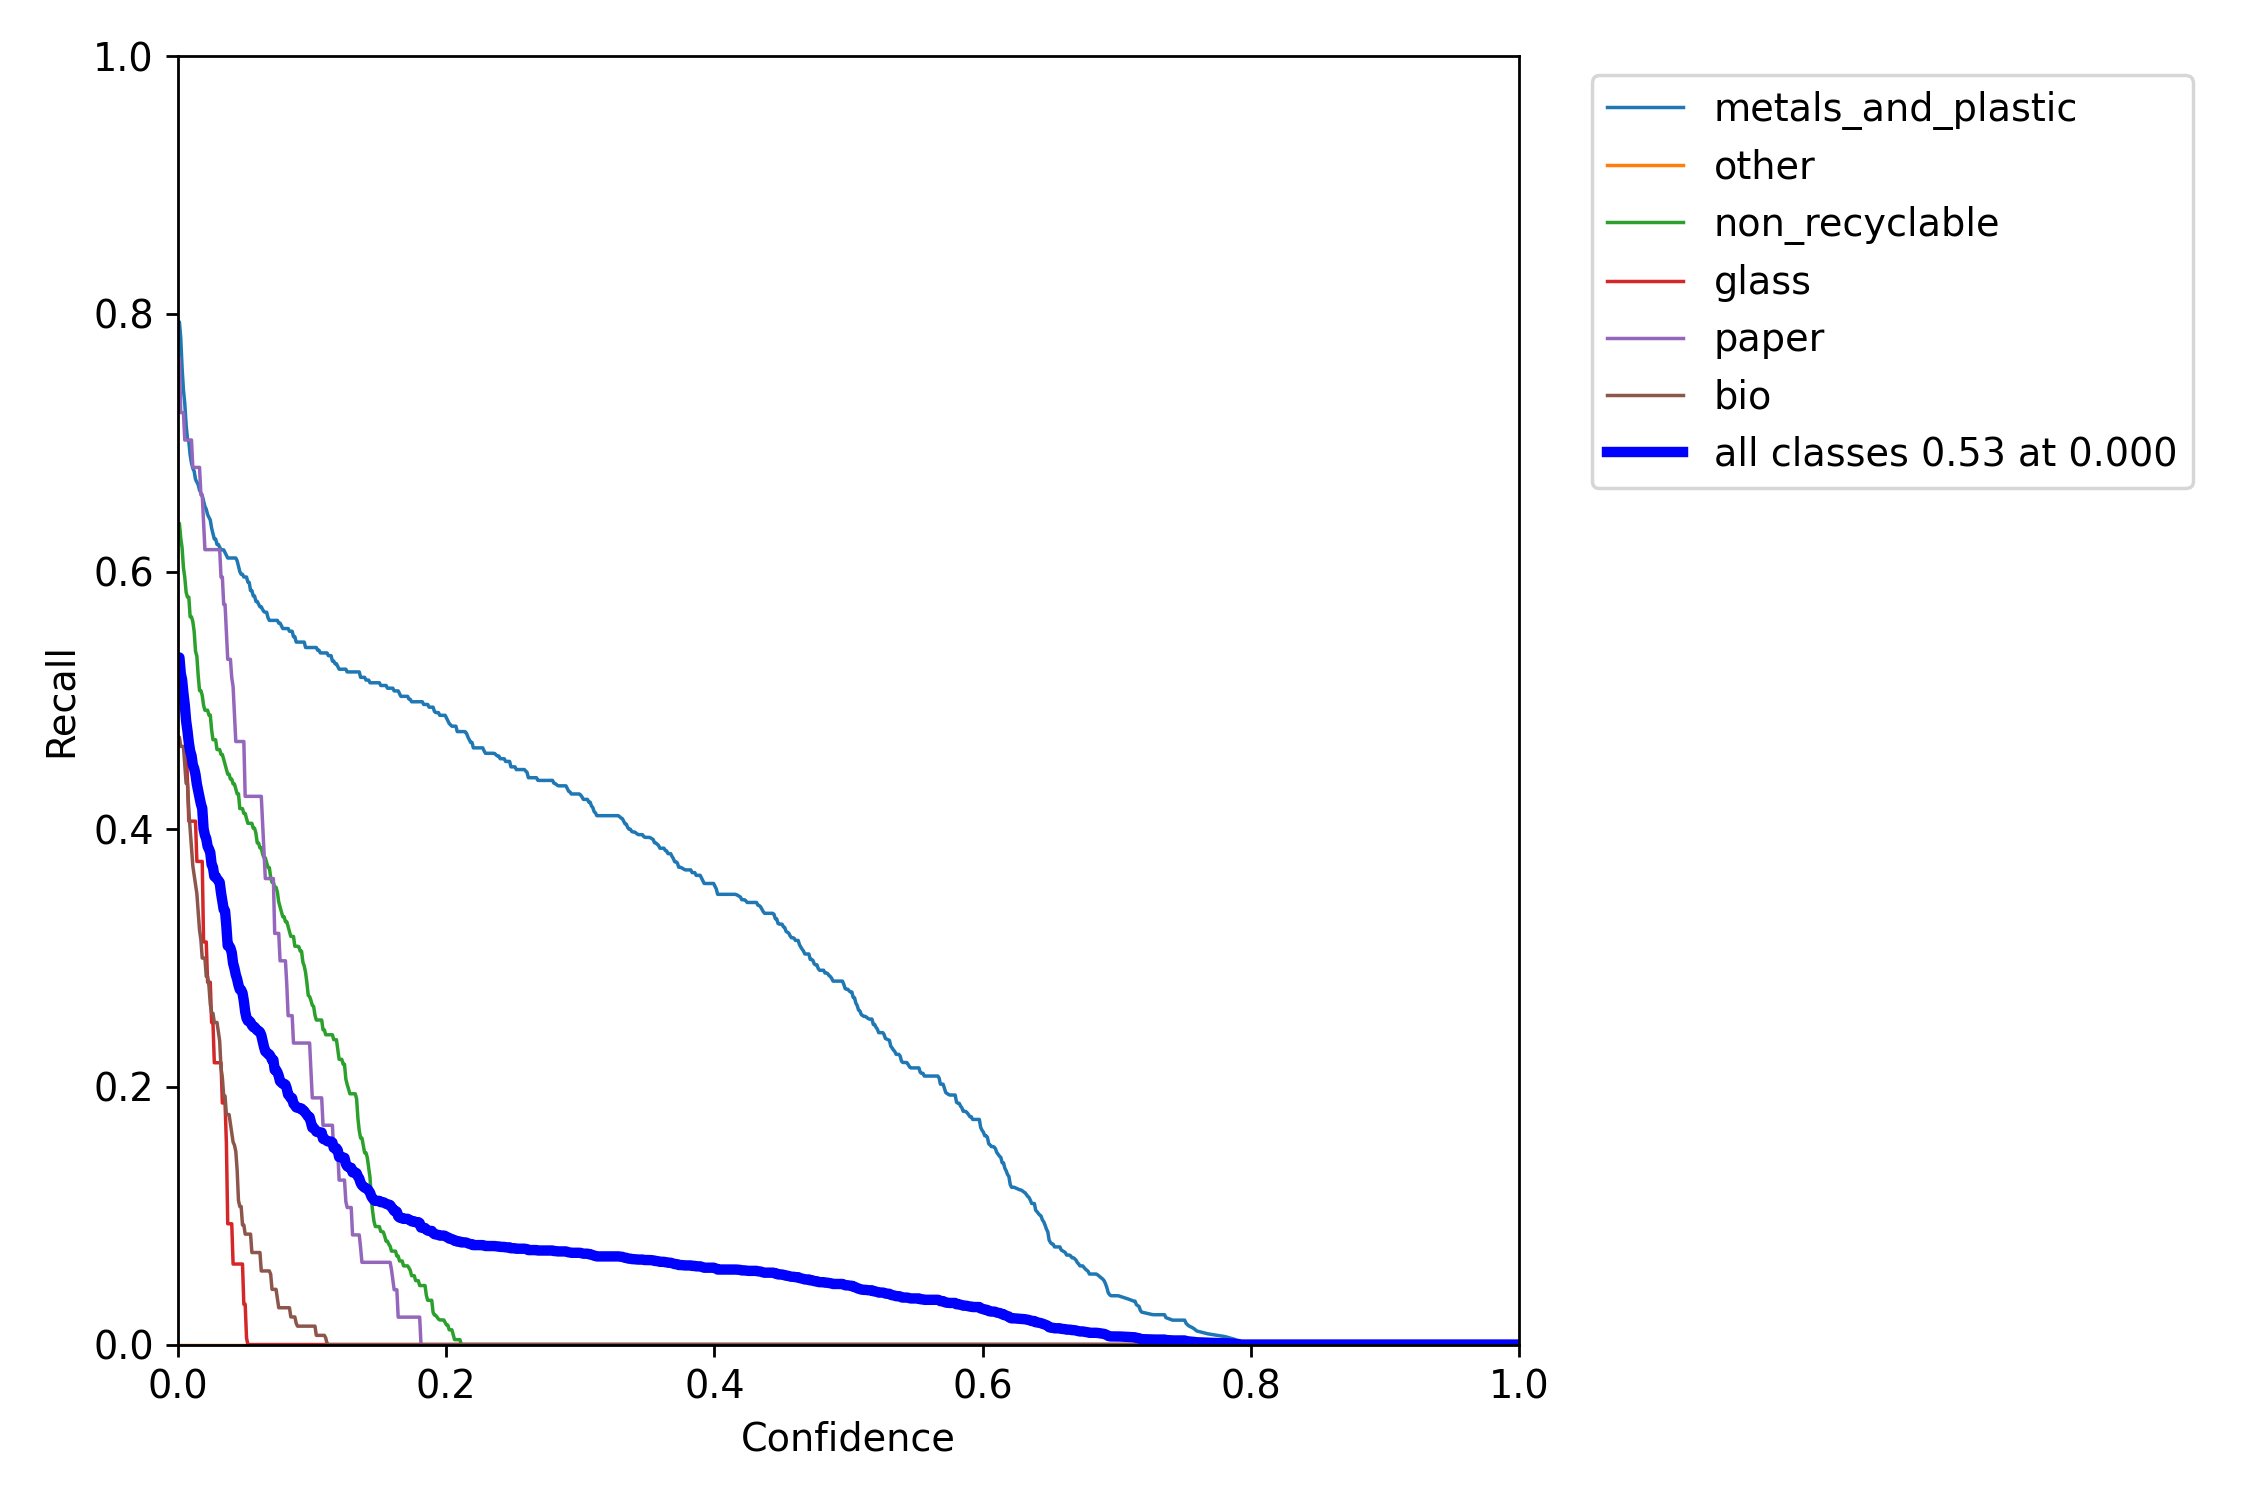 1.0
0.8
0.6
0.4
0.2
0.0
Recall
0.0 0.2 0.4 0.6 0.8 1.0
Confidence
metals_and_plastic
other
non_recyclable
glass
paper
bio
all classes 0.53 at 0.000